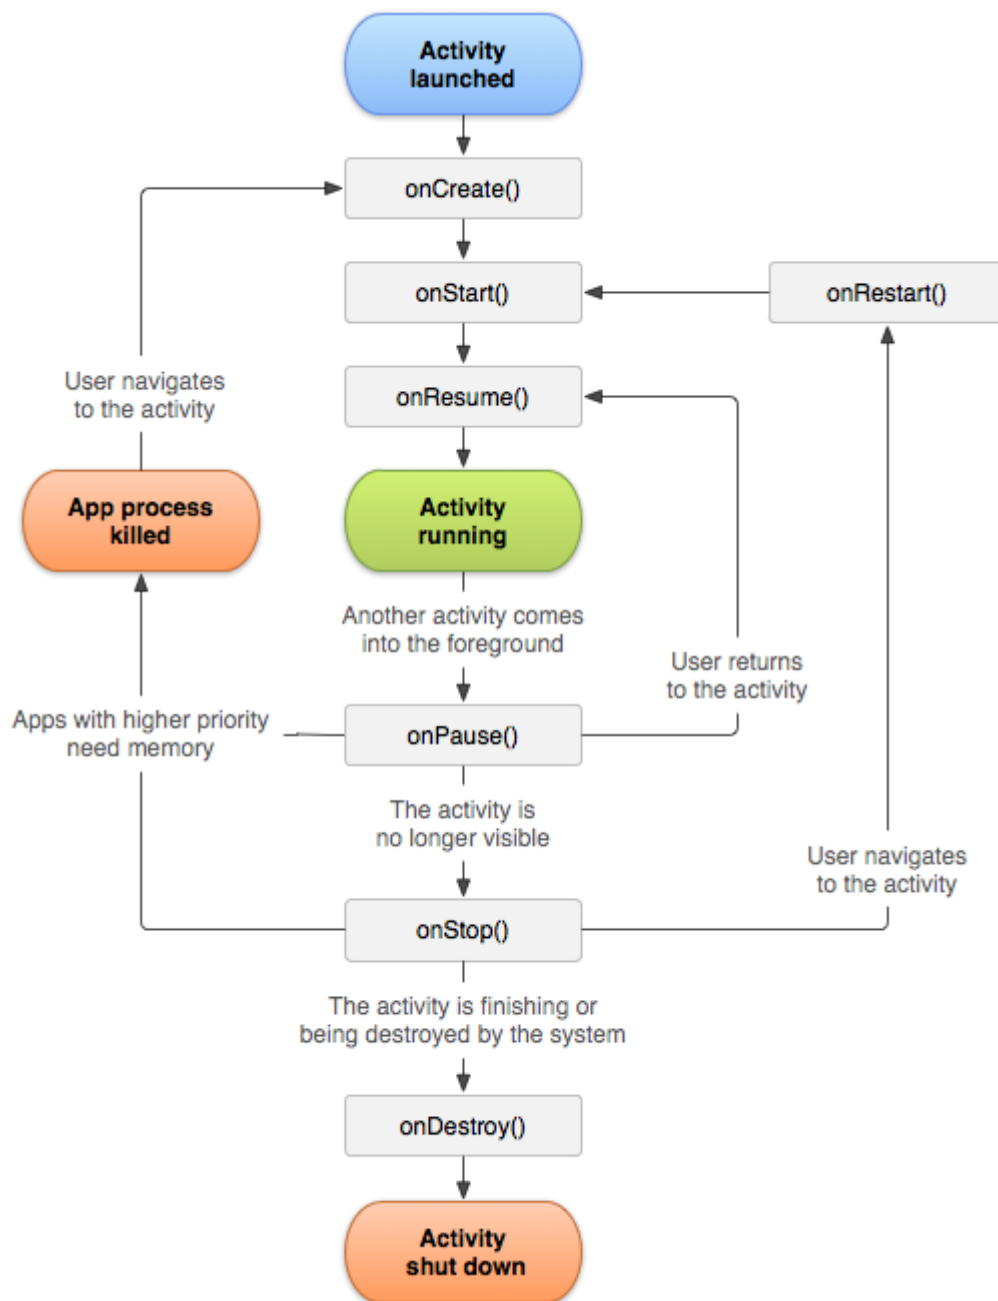 Activity
launched
onCreate()
onStart()
onRestart()
onResume()
User navigates
to the activity
App process
killed
Activity
running
Another activity comes
into the foreground
User returns
to the activity
Apps with higher priority
need memory
onPause()
The activity is
no longer visible
User navigates
to the activity
onStop()
The activity is finishing or
being destroyed by the system
onDestroy()
Activity
shut down